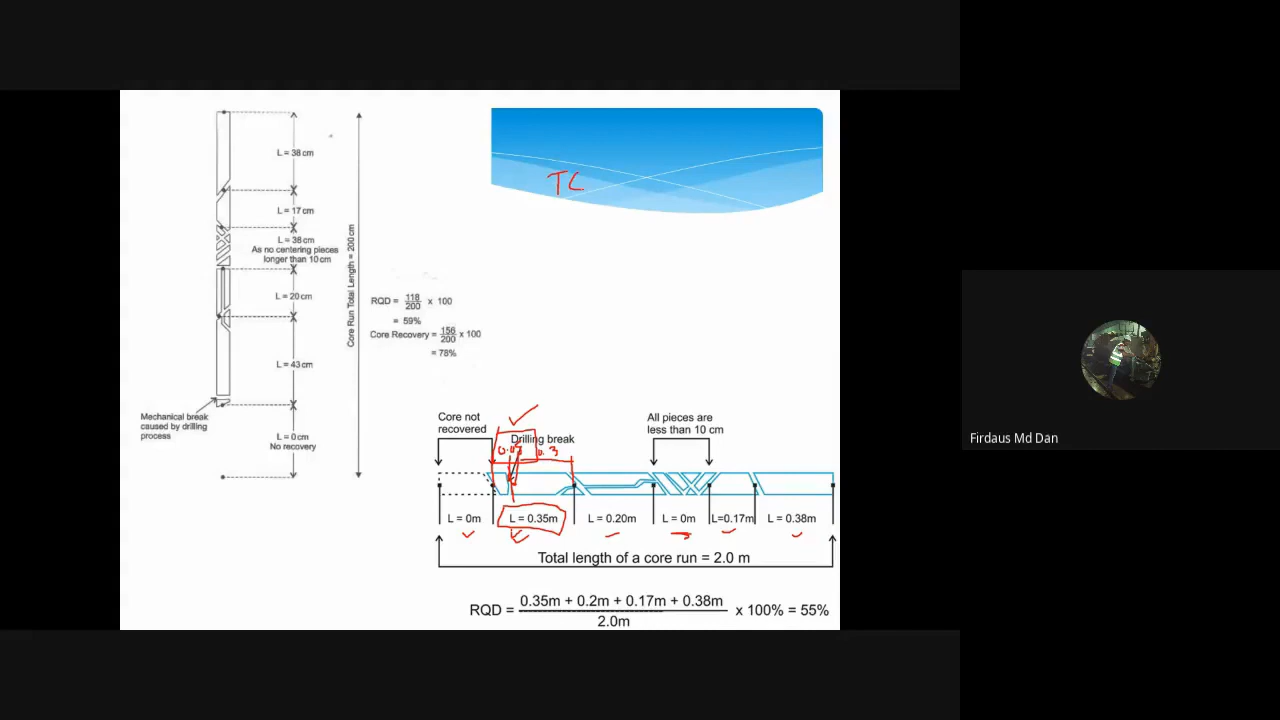 L = 38 cm
L = 17 cm
L = 38cm
As no centering pieces
longer than 10 cm
L = 20 cm
L = 43 cm
Mechanical break
caused by drilling
process
L = 0cm
No recovery
Core Run Total Length = 200 cm
RQD = 118/200 x 100
= 59%
Core Recovery = 156/200 x 100
= 78%
TC
Core not
recovered
Drilling break
0.3
All pieces are
less than 10 cm
L = 0m
L = 0.35m
L = 0.20m
L = 0m
L=0.17m
L = 0.38m
Total length of a core run = 2.0 m
RQD = 0.35m + 0.2m + 0.17m + 0.38m x 100% = 55%
2.0m
Firdaus Md Dan